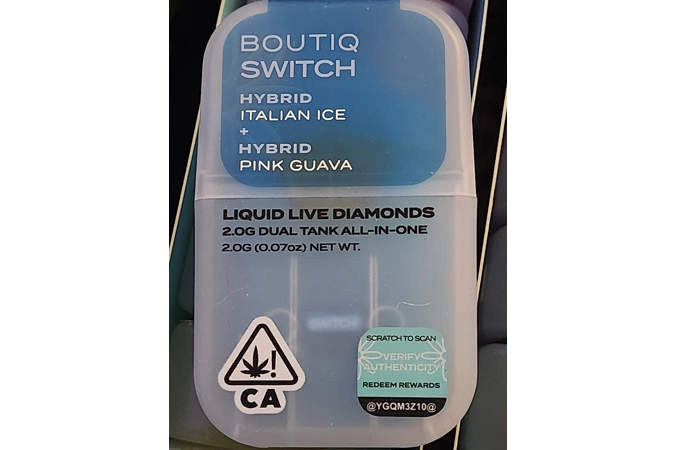 BOUTIQ
SWITCH
HYBRID
ITALIAN ICE
+
HYBRID
PINK GUAVA
LIQUID LIVE DIAMONDS
2.0G DUAL TANK ALL-IN-ONE
2.0G (0.07oz) NET WT.
SWITCH
!
CA
SCRATCH TO SCAN
VERIFY
AUTHENTICITY
REDEEM REWARDS
@YGQM3Z10@